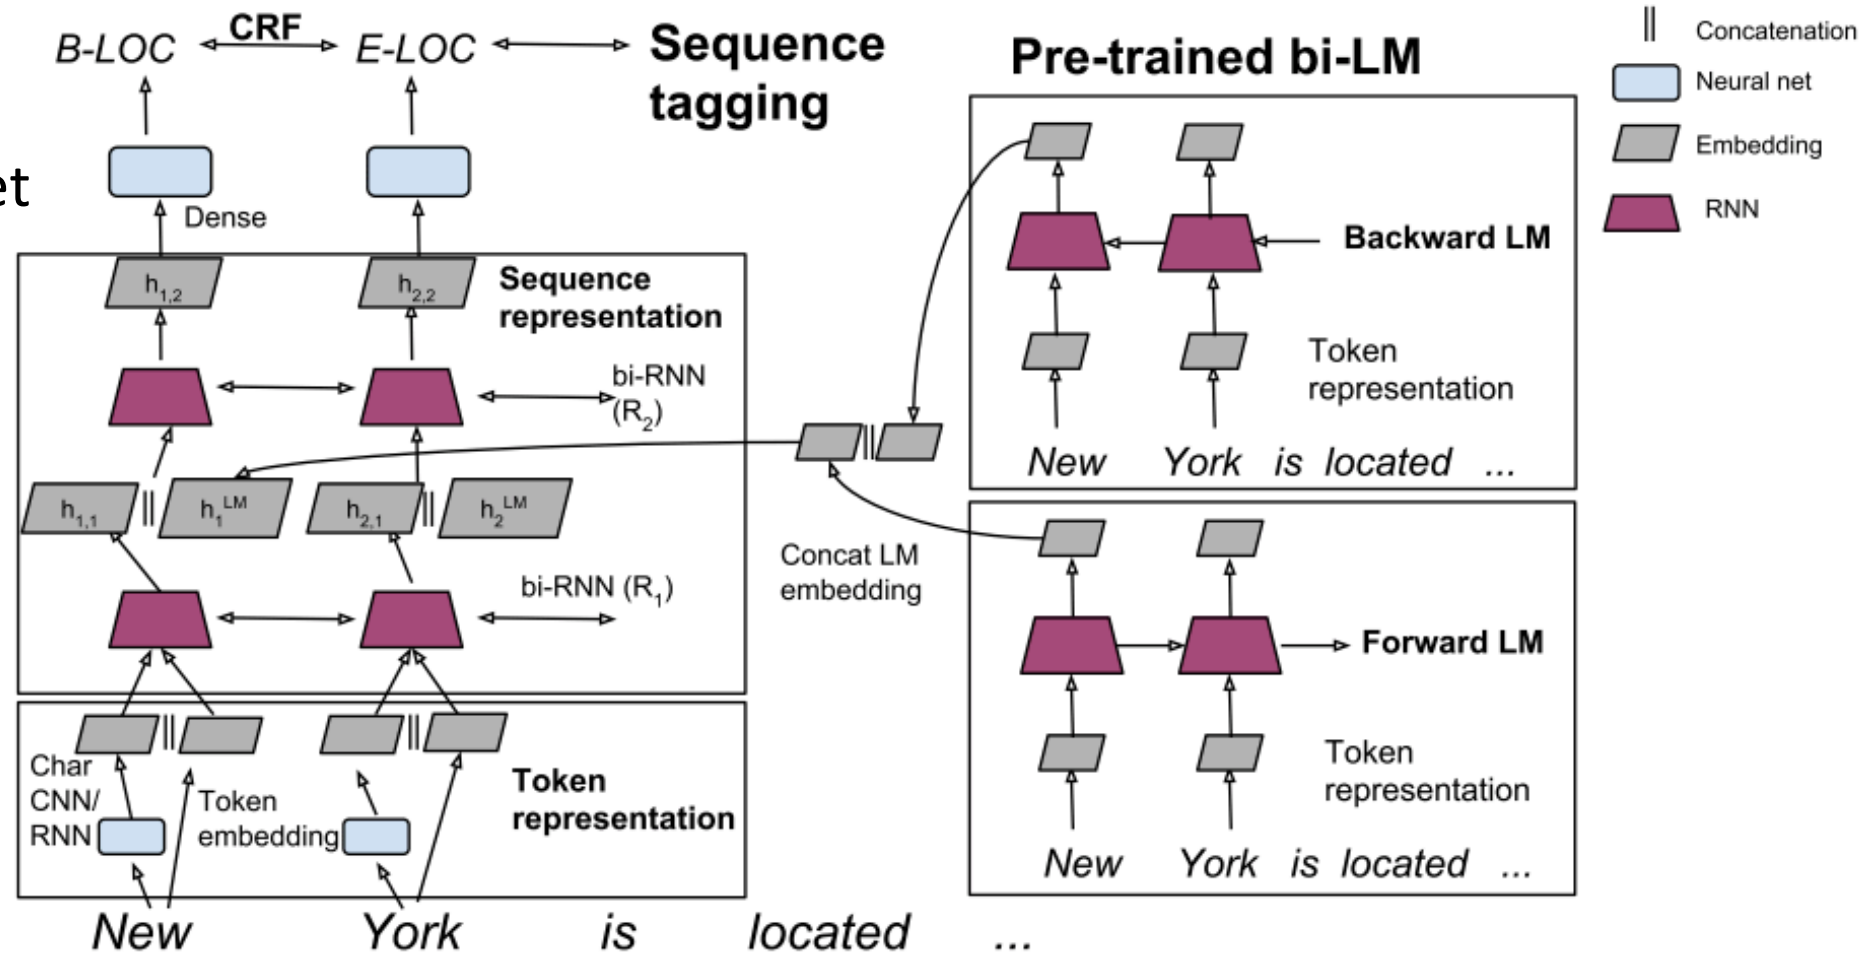 B-LOC
CRF
E-LOC
Sequence
tagging
et
Dense
h1,2
h2,2
Sequence
representation
bi-RNN
(R2)
h1,1
||
h1LM
h2,1
||
h2LM
bi-RNN (R1)
||
||
Char
CNN/
RNN
Token
embedding
Token
representation
New York is located ...
||
Concat LM
embedding
Pre-trained bi-LM
Backward LM
Token
representation
New York is located ...
Forward LM
Token
representation
New York is located ...
|| Concatenation
Neural net
Embedding
RNN